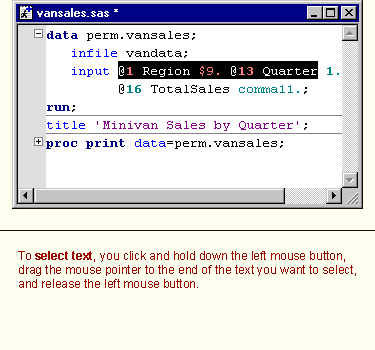 vansales.sas *
data perm.vansales;
infile vandata;
input @1 Region $9. @13 Quarter 1.
@16 TotalSales comma11.;
run;
title 'Minivan Sales by Quarter';
proc print data=perm.vansales;
To select text, you click and hold down the left mouse button,
drag the mouse pointer to the end of the text you want to select,
and release the left mouse button.